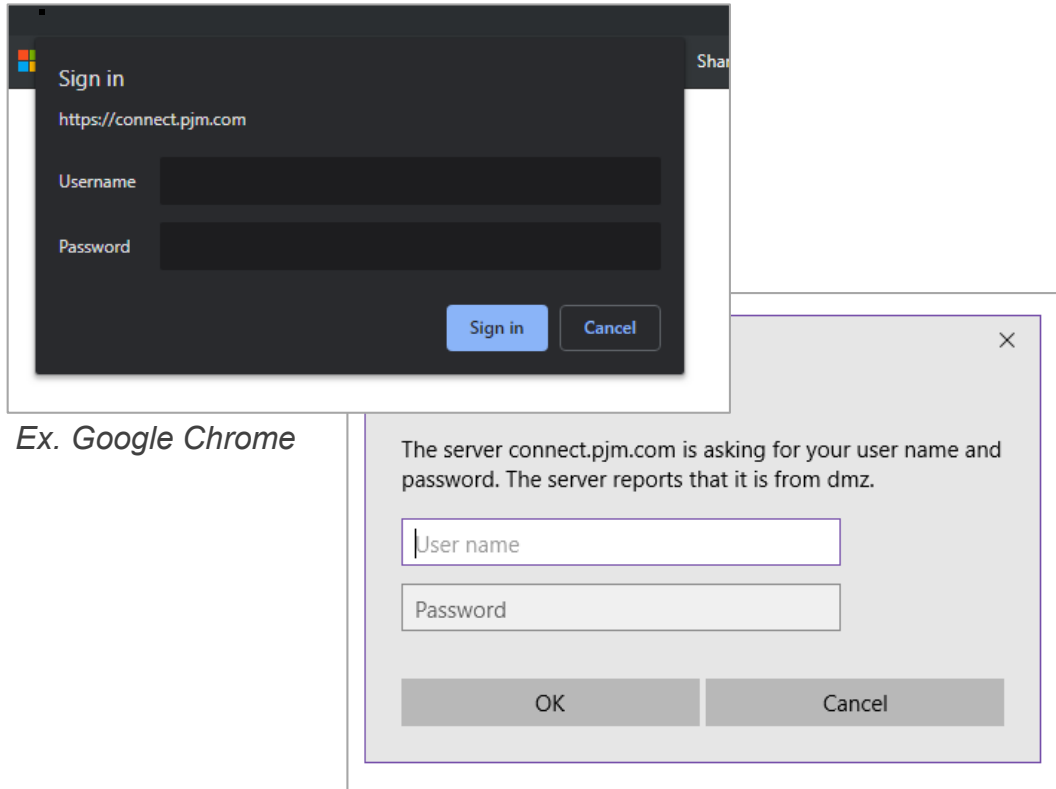 Shar
Sign in
https://connect.pjm.com
Username
Password
Sign in
Cancel
Ex. Google Chrome
The server connect.pjm.com is asking for your user name and
password. The server reports that it is from dmz.
User name
Password
OK
Cancel